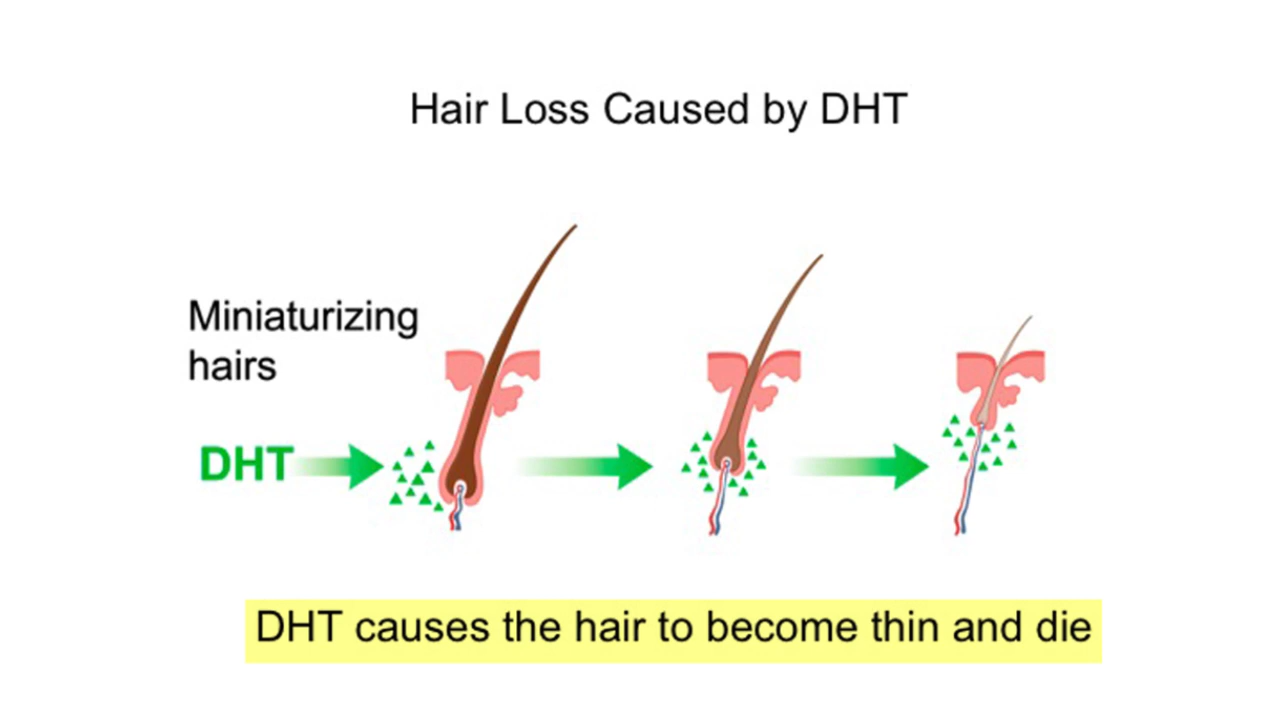 Hair Loss Caused by DHT
Miniaturizing
hairs
DHT
DHT causes the hair to become thin and die